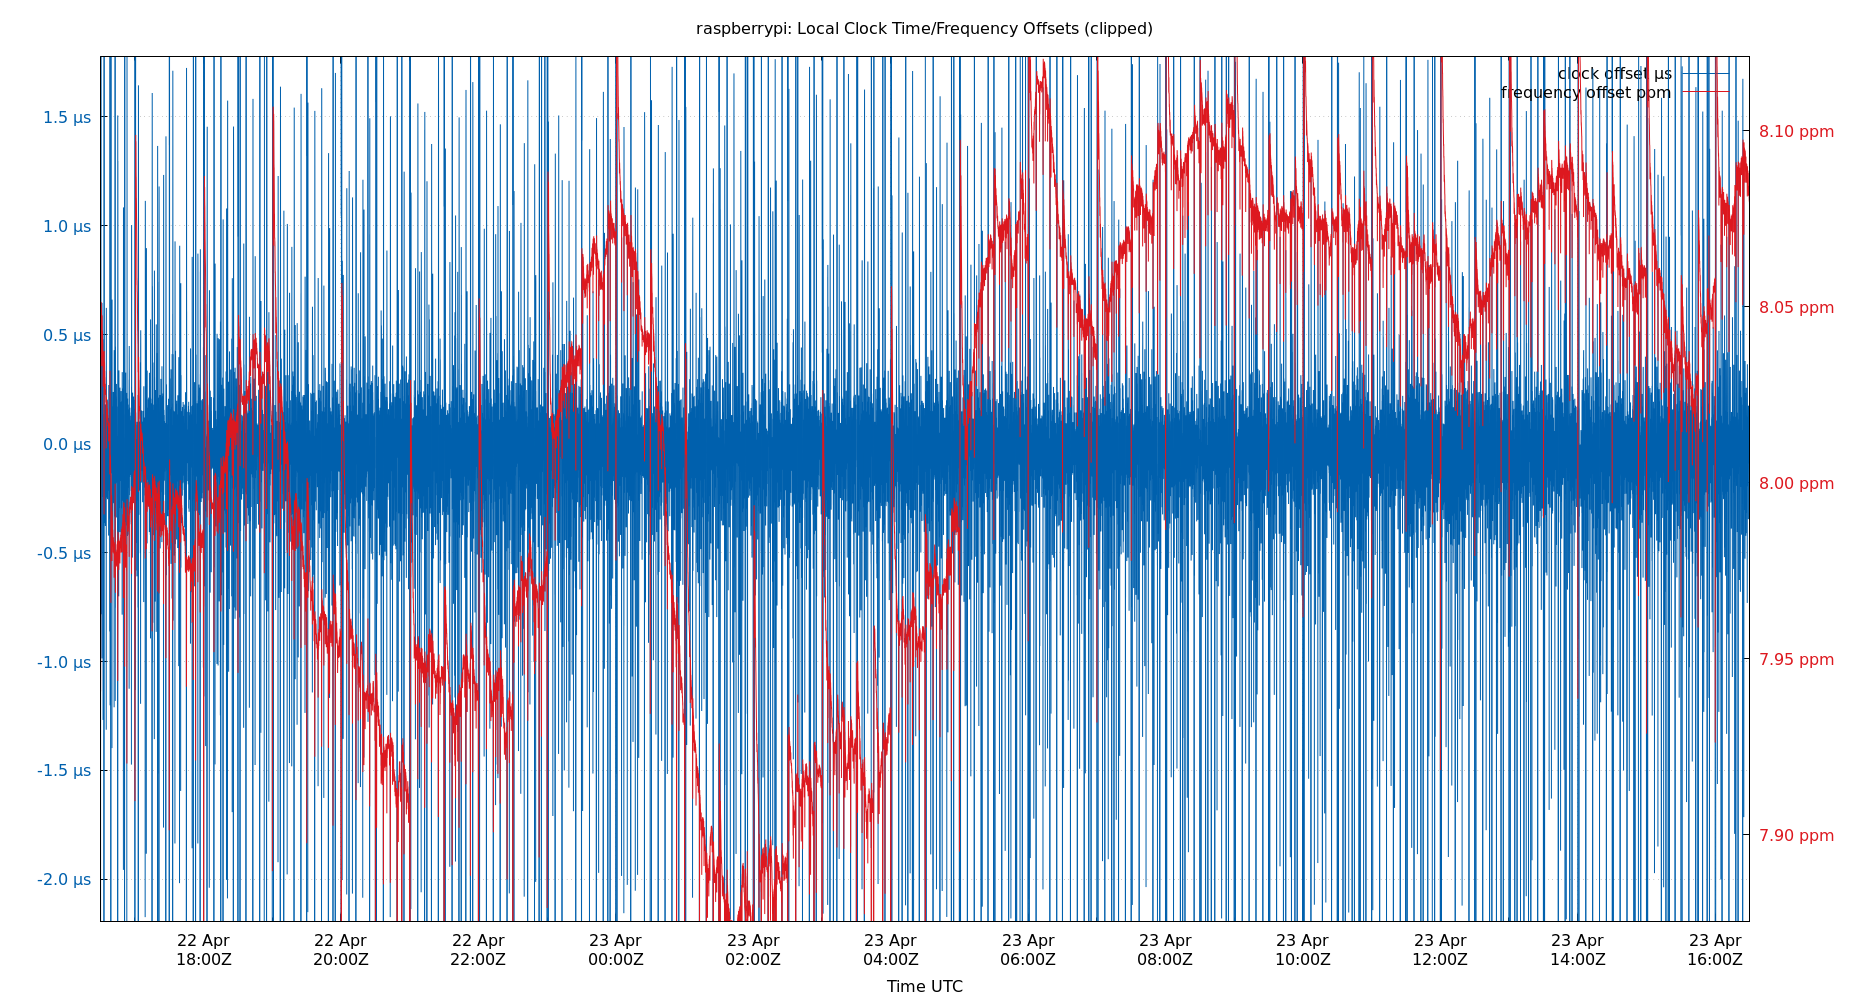 raspberrypi: Local Clock Time/Frequency Offsets (clipped)
clock offset µs
frequency offset ppm
1.5 µs
1.0 µs
0.5 µs
0.0 µs
-0.5 µs
-1.0 µs
-1.5 µs
-2.0 µs
8.10 ppm
8.05 ppm
8.00 ppm
7.95 ppm
7.90 ppm
22 Apr 22 Apr 22 Apr 23 Apr 23 Apr 23 Apr 23 Apr 23 Apr 23 Apr 23 Apr 23 Apr 23 Apr
18:00Z 20:00Z 22:00Z 00:00Z 02:00Z 04:00Z 06:00Z 08:00Z 10:00Z 12:00Z 14:00Z 16:00Z
Time UTC